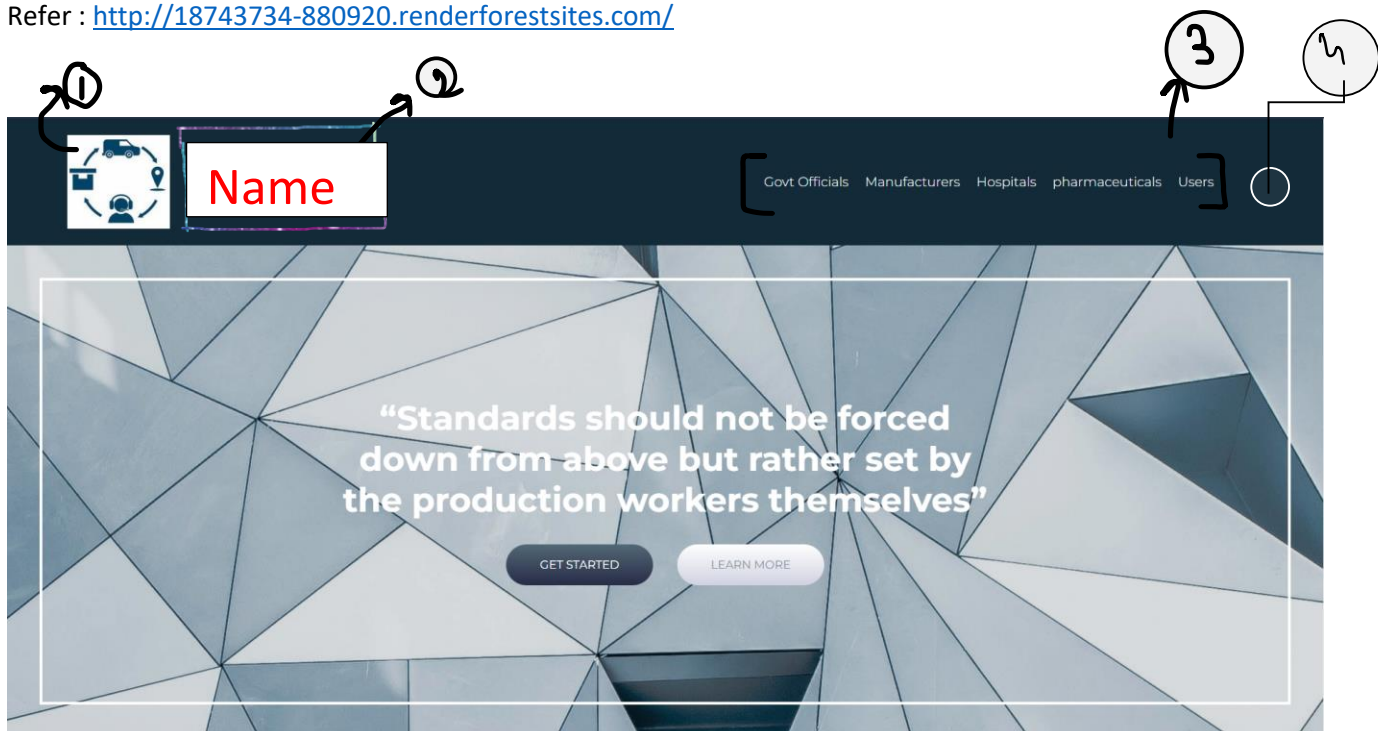 Refer : http://18743734-880920.renderforestsites.com/
1
2
3
4
Name
Govt Officials Manufacturers Hospitals pharmaceuticals Users
“Standards should not be forced
down from above but rather set by
the production workers themselves”
GET STARTED LEARN MORE